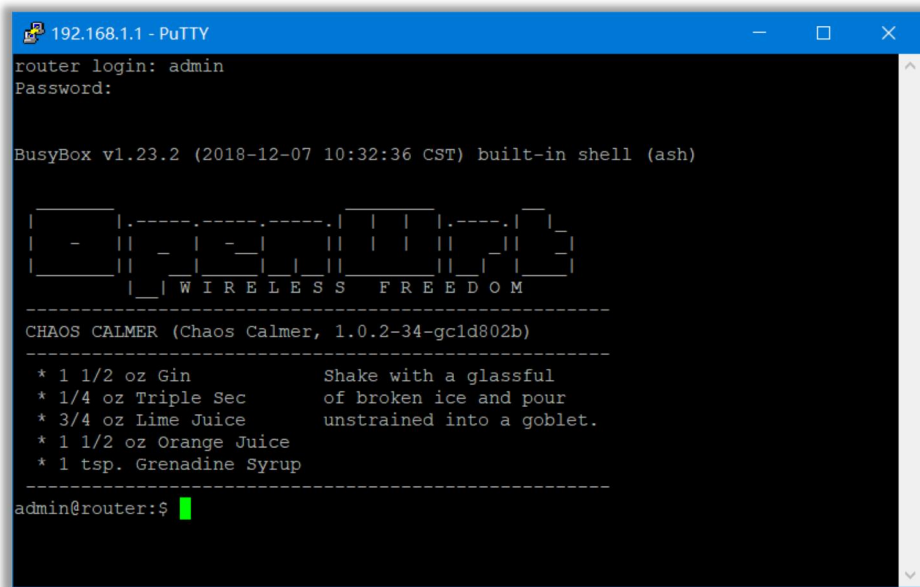 192.168.1.1 - PuTTY
router login: admin
Password:
BusyBox v1.23.2 (2018-12-07 10:32:36 CST) built-in shell (ash)
OpenWrt
W I R E L E S S   F R E E D O M
CHAOS CALMER (Chaos Calmer, 1.0.2-34-gc1d802b)
* 1 1/2 oz Gin          Shake with a glassful
* 1/4 oz Triple Sec     of broken ice and pour
* 3/4 oz Lime Juice     unstrained into a goblet.
* 1 1/2 oz Orange Juice
* 1 tsp. Grenadine Syrup
admin@router:$